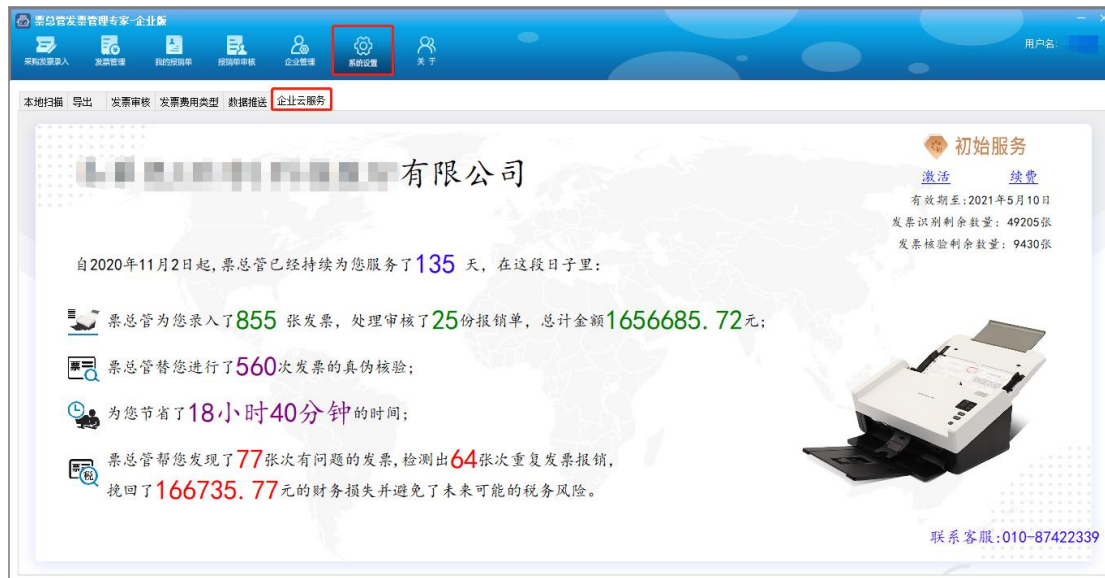 票总管发票管理专家-企业版
采购发票录入 发票管理 我的报销单 报销单审核 企业管理 系统设置 关于
用户名:
本地扫描 导出 发票审核 发票费用类型 数据推送 企业云服务
有限公司
初始服务
激活 续费
有效期至:2021年5月10日
发票识别剩余数量: 49205张
发票核验剩余数量: 9430张
自2020年11月2日起,票总管已经持续为您服务了135 天, 在这段日子里:
票总管为您录入了855 张发票, 处理审核了25份报销单, 总计金额1656685.72元;
票总管替您进行了560次发票的真伪核验;
为您节省了18小时40分钟的时间;
票总管帮您发现了77张次有问题的发票,检测出64张次重复发票报销,
挽回了166735.77元的财务损失并避免了未来可能的税务风险。
联系客服:010-87422339